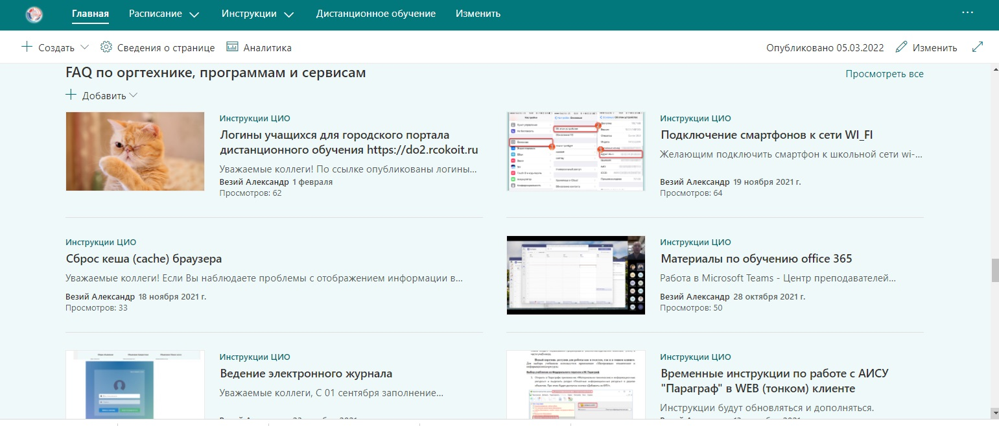 Главная Расписание Инструкции Дистанционное обучение Изменить ...
Создать Сведения о странице Аналитика Опубликовано 05.03.2022 Изменить
FAQ по оргтехнике, программам и сервисам Просмотреть все
Добавить
Инструкции ЦИО
Логины учащихся для городского портала
дистанционного обучения https://do2.rcokoit.ru
Уважаемые коллеги! По ссылке опубликованы логины...
Везий Александр 1 февраля
Просмотров: 62
Инструкции ЦИО
Подключение смартфонов к сети WI_FI
Желающим подключить смартфон к школьной сети wi-...
Везий Александр 19 ноября 2021 г.
Просмотров: 64
Инструкции ЦИО
Сброс кеша (cache) браузера
Уважаемые коллеги! Если Вы наблюдаете проблемы с отображением информации в...
Везий Александр 18 ноября 2021 г.
Просмотров: 33
Инструкции ЦИО
Материалы по обучению office 365
Работа в Microsoft Teams - Центр преподавателей...
Везий Александр 28 октября 2021 г.
Просмотров: 50
Инструкции ЦИО
Ведение электронного журнала
Уважаемые коллеги, С 01 сентября заполнение...
Инструкции ЦИО
Временные инструкции по работе с АИСУ
"Параграф" в WEB (тонком) клиенте
Инструкции будут обновляться и дополняться.